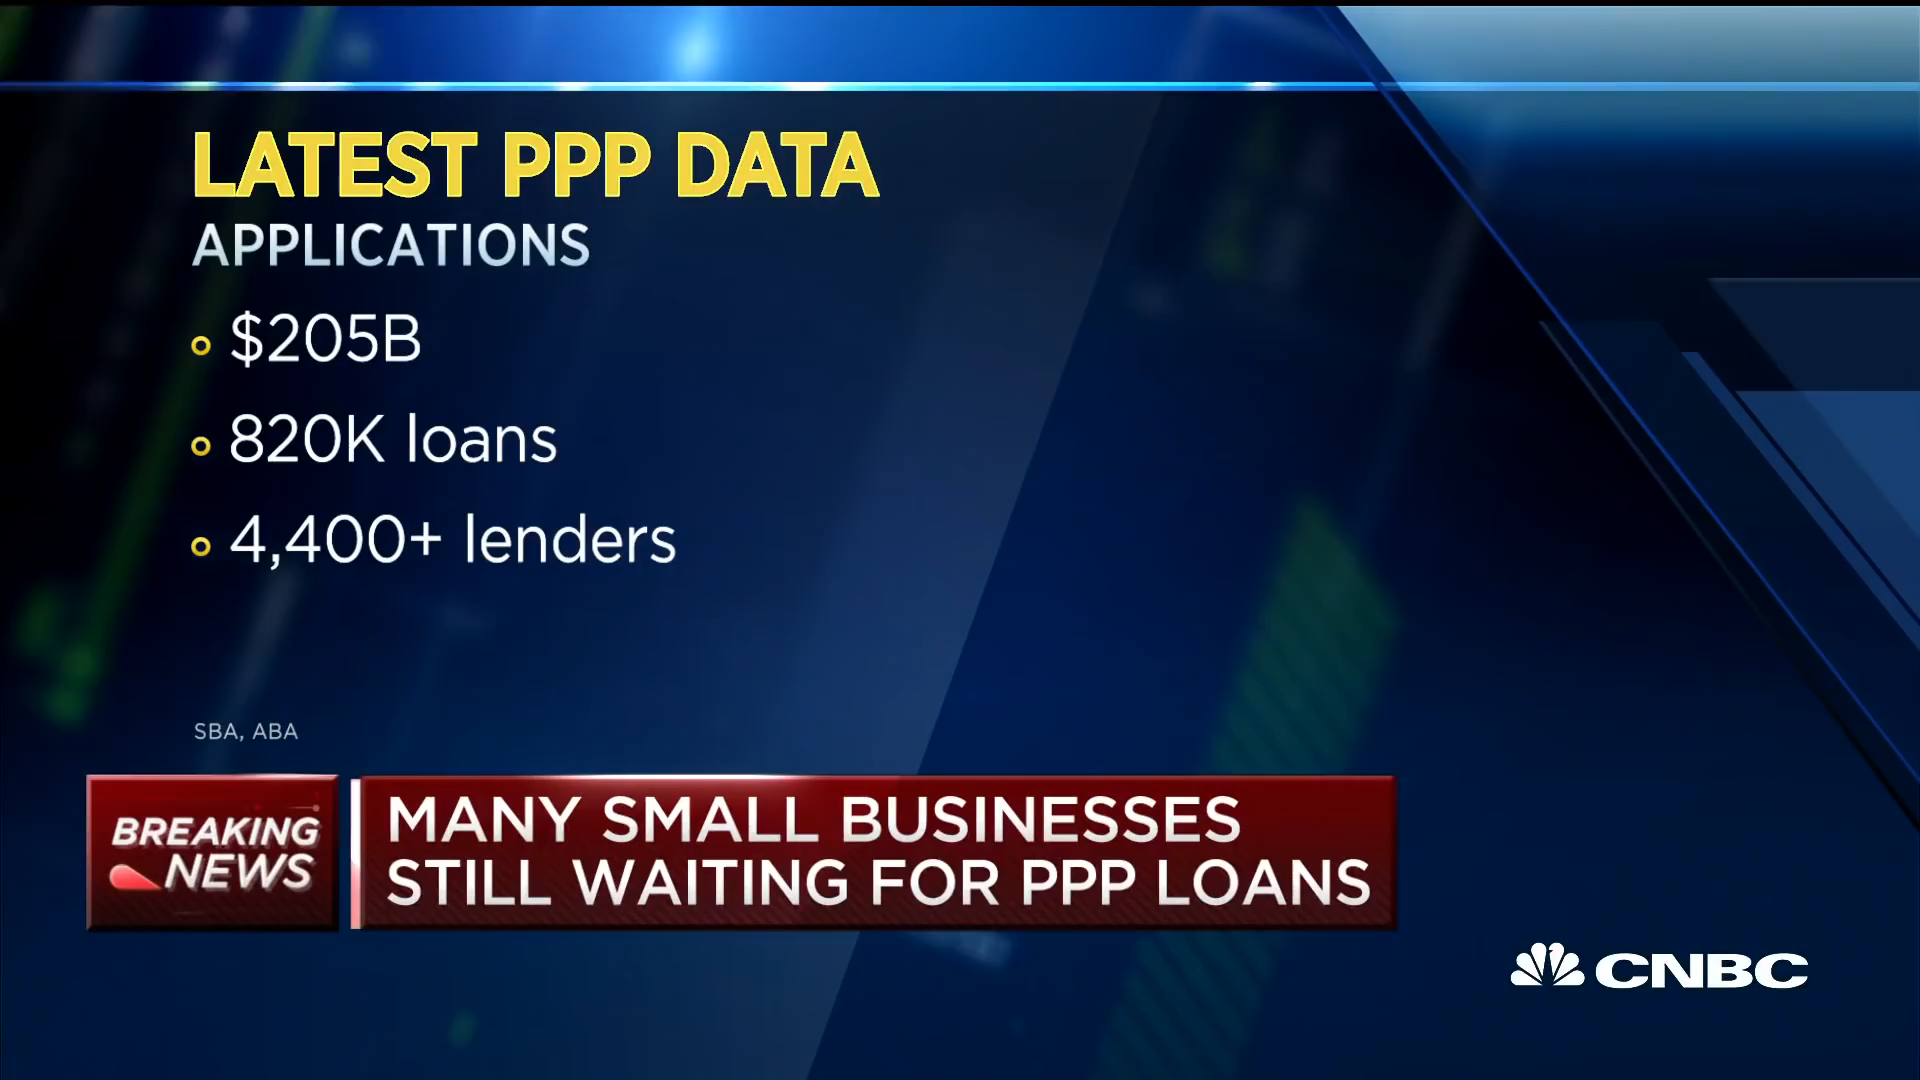 LATEST PPP DATA
APPLICATIONS
$205B
820K loans
4,400+ lenders
SBA, ABA
BREAKING
NEWS
MANY SMALL BUSINESSES
STILL WAITING FOR PPP LOANS
CNBC